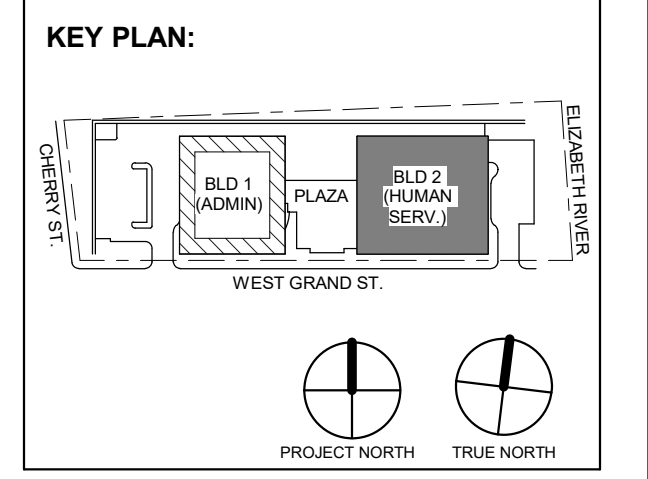 KEY PLAN:
CHERRY ST.
BLD 1
(ADMIN)
PLAZA
BLD 2
(HUMAN
SERV.)
ELIZABETH RIVER
WEST GRAND ST.
PROJECT NORTH
TRUE NORTH